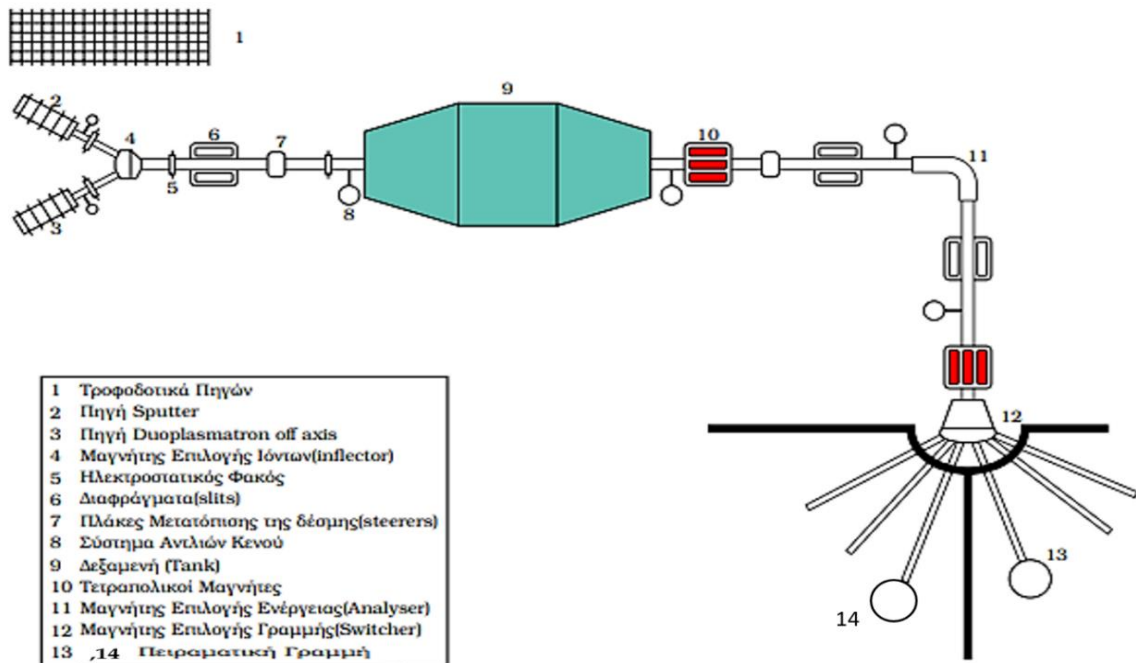 1
2
9
4
6
7
10
11
5
3
8
12
13
14
1 Τροφοδοτικά Πηγών
2 Πηγή Sputter
3 Πηγή Duoplasmatron off axis
4 Μαγνήτης Επιλογής Ιόντων(inflector)
5 Ηλεκτροστατικός Φακός
6 Διαφράγματα(slits)
7 Πλάκες Μετατόπισης της δέσμης(steerers)
8 Σύστημα Αντλιών Κενού
9 Δεξαμενή (Tank)
10 Τετραπολικοί Μαγνήτες
11 Μαγνήτης Επιλογής Ενέργειας(Analyser)
12 Μαγνήτης Επιλογής Γραμμής(Switcher)
13 ,14 Πειραματική Γραμμή